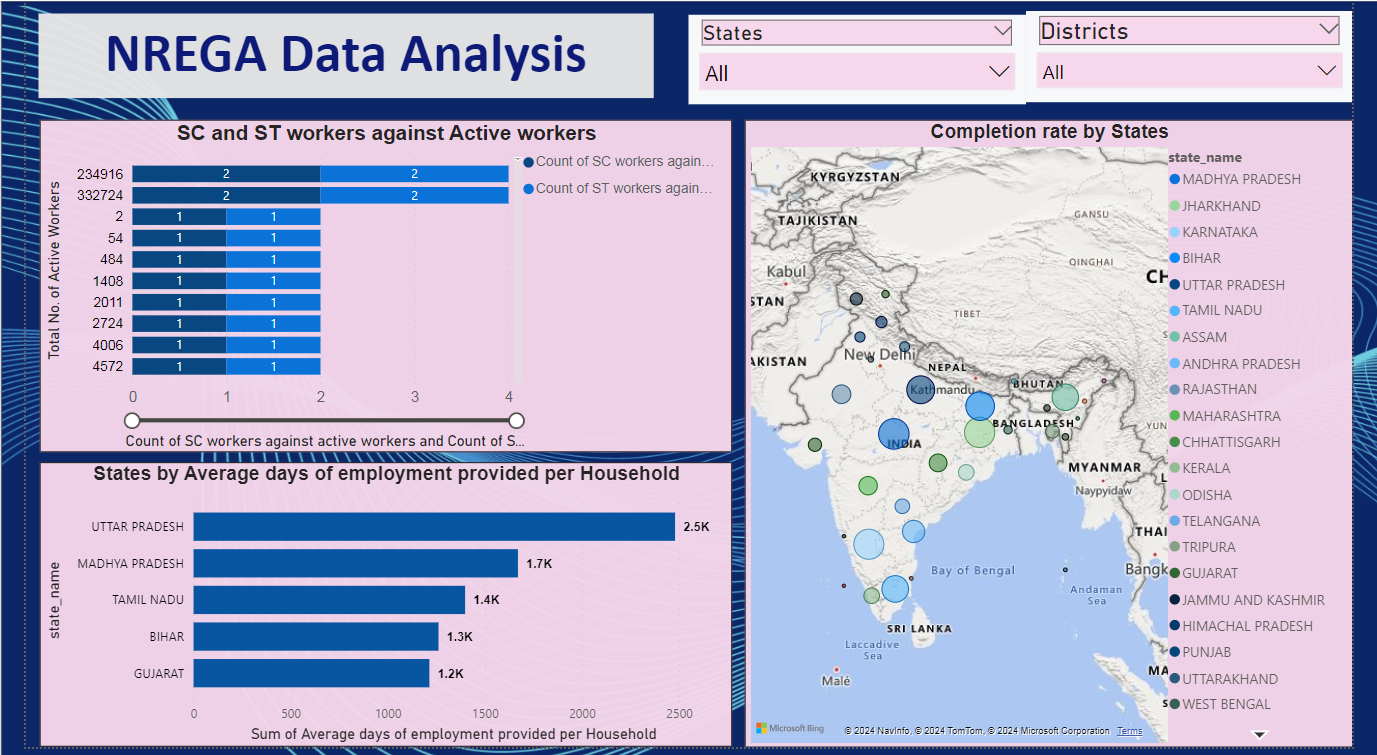 NREGA Data Analysis
States
All
Districts
All
SC and ST workers against Active workers
Total No. of Active Workers
234916 2 2
332724 2 2
2 1 1
54 1 1
484 1 1
1408 1 1
2011 1 1
2724 1 1
4006 1 1
4572 1 1
0 1 2 3 4
Count of SC workers again...
Count of ST workers again...
Count of SC workers against active workers and Count of S...
States by Average days of employment provided per Household
state_name
UTTAR PRADESH 2.5K
MADHYA PRADESH 1.7K
TAMIL NADU 1.4K
BIHAR 1.3K
GUJARAT 1.2K
0 500 1000 1500 2000 2500
Sum of Average days of employment provided per Household
Completion rate by States
KYRGYZSTAN
TAJIKISTAN
GANSU
Kabul
QINGHAI
CH
STAN
TIBET
AKISTAN
New Delhi
NEPAL
Kathmandu
BHUTAN
BANGLADESH
YUN
INDIA
MYANMAR
Naypyidaw
L
THAI
Bangk
Bay of Bengal
Andaman
Sea
SRI LANKA
Laccadive
Sea
Malé
MA
S
Microsoft Bing
© 2024 NavInfo, © 2024 TomTom, © 2024 Microsoft Corporation Terms
state_name
MADHYA PRADESH
JHARKHAND
KARNATAKA
BIHAR
UTTAR PRADESH
TAMIL NADU
ASSAM
ANDHRA PRADESH
RAJASTHAN
MAHARASHTRA
CHHATTISGARH
KERALA
ODISHA
TELANGANA
TRIPURA
GUJARAT
JAMMU AND KASHMIR
HIMACHAL PRADESH
PUNJAB
UTTARAKHAND
WEST BENGAL